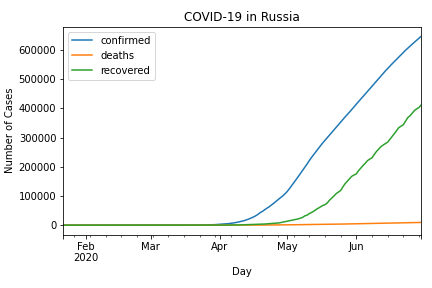 COVID-19 in Russia
confirmed
deaths
recovered
Number of Cases
600000
500000
400000
300000
200000
100000
0
Feb
2020
Mar
Apr
May
Jun
Day